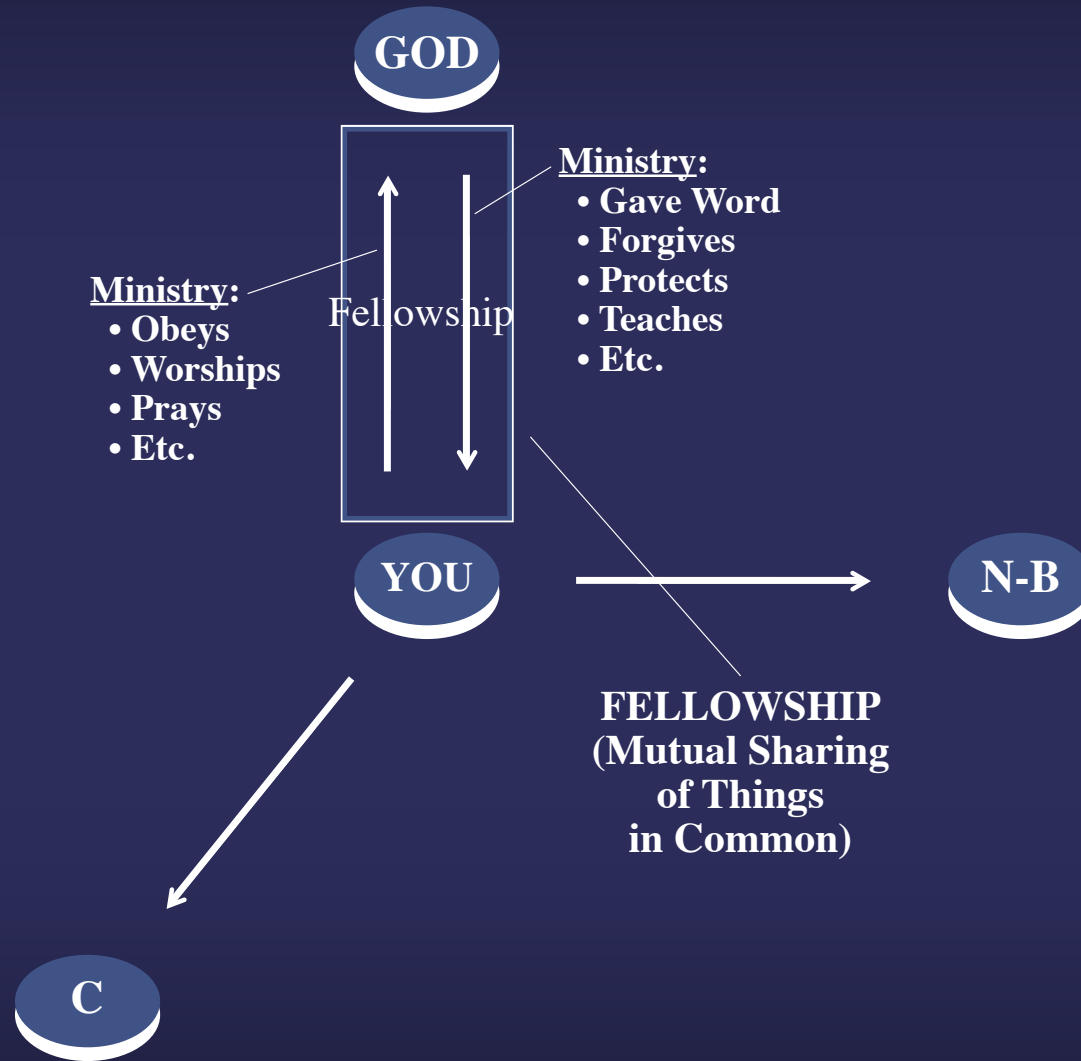 GOD
Ministry:
• Gave Word
• Forgives
• Protects
• Teaches
• Etc.
Ministry:
• Obeys
• Worships
• Prays
• Etc.
Fellowship
YOU
N-B
FELLOWSHIP
(Mutual Sharing
of Things
in Common)
C